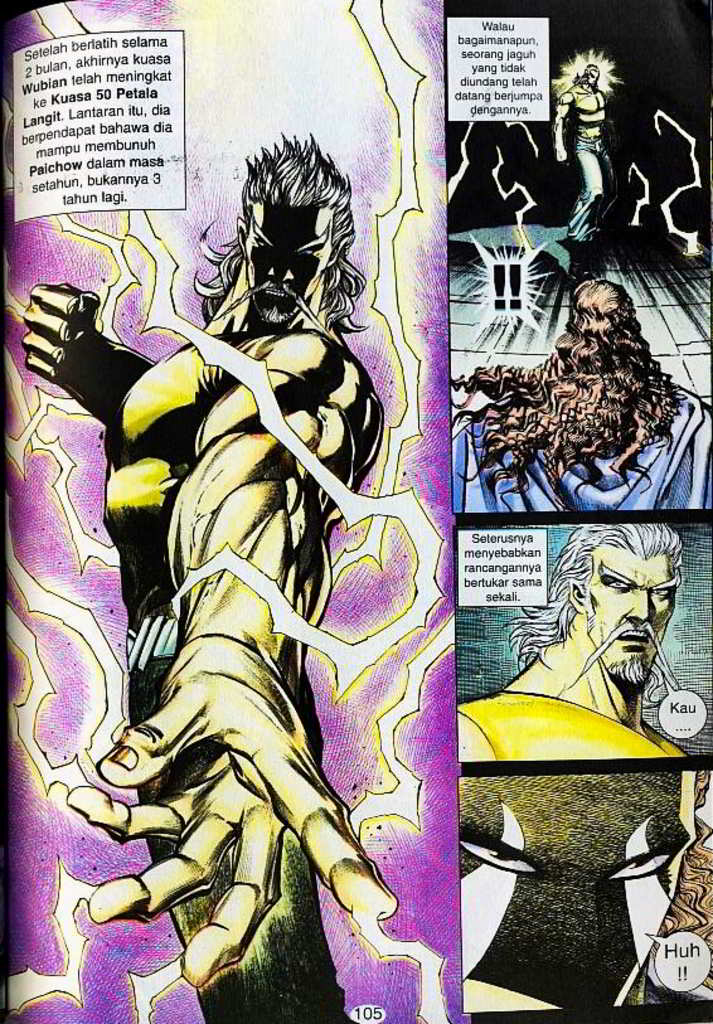 Setelah berlatih selama
2 bulan, akhirnya kuasa
Wubian telah meningkat
ke Kuasa 50 Petala
Langit. Lantaran itu, dia
berpendapat bahawa dia
mampu membunuh
Paichow dalam masa
setahun, bukannya 3
tahun lagi.
Walau
bagaimanapun,
seorang jaguh
yang tidak
diundang telah
datang berjumpa
dengannya.
!!
Seterusnya
menyebabkan
rancangannya
bertukar sama
sekali.
Kau
....
Huh
!!
105